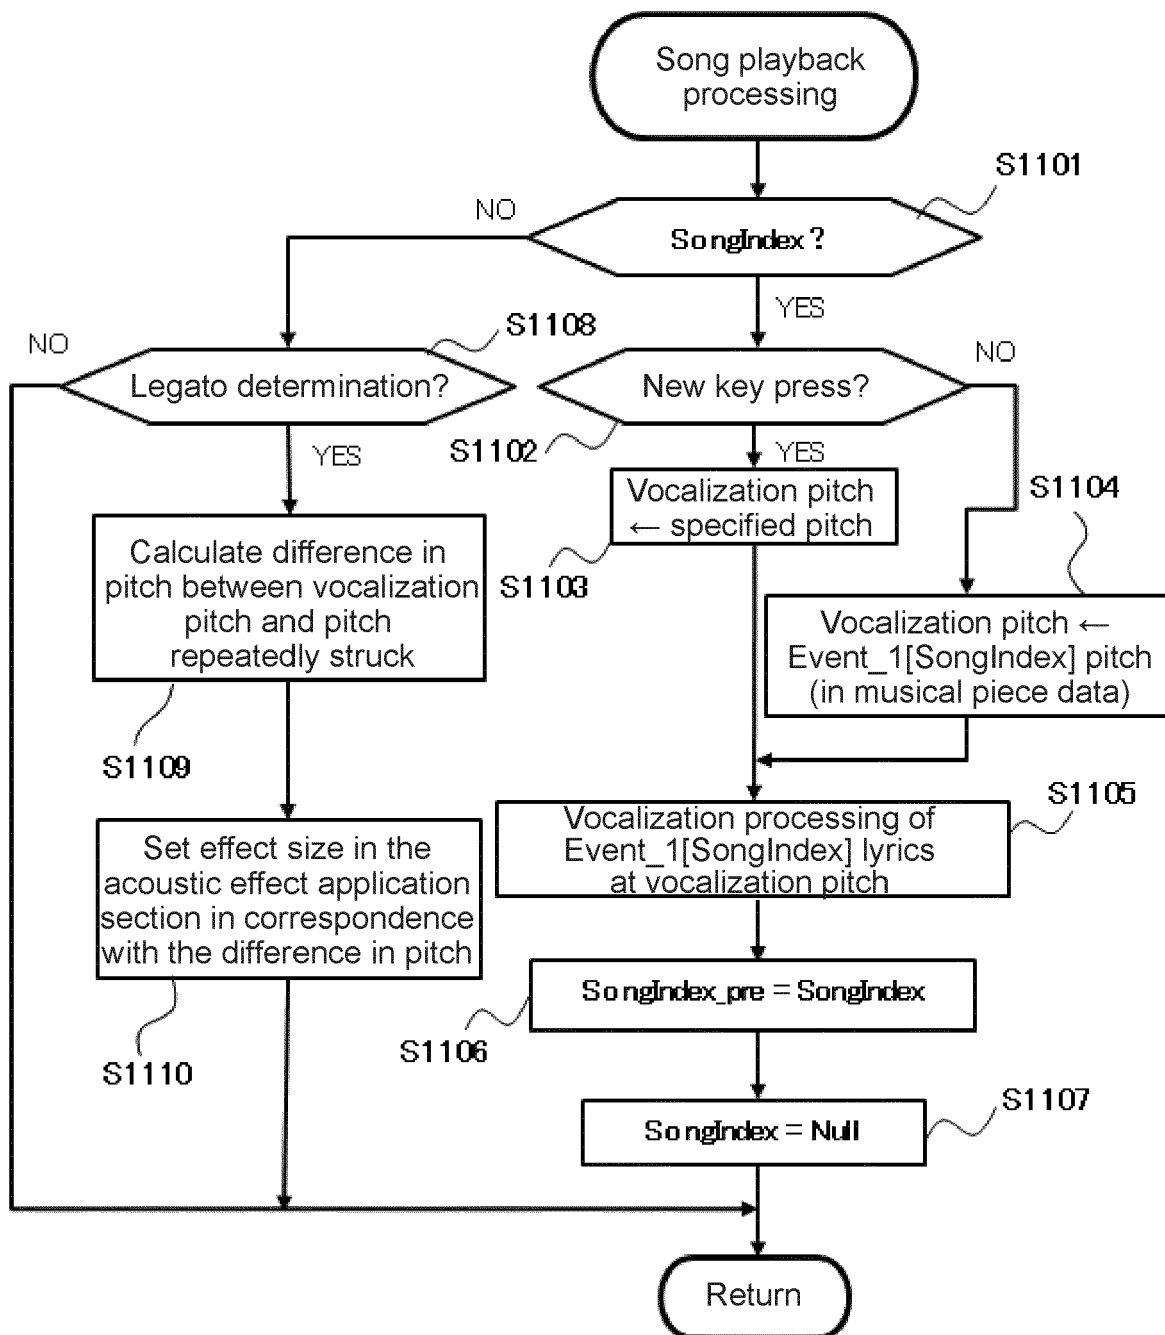 Song playback
processing
S1101
NO
SongIndex?
YES
S1108
NO
NO
Legato determination?
New key press?
S1102
YES
YES
Vocalization pitch
← specified pitch
S1104
S1103
Calculate difference in
pitch between vocalization
pitch and pitch
repeatedly struck
Vocalization pitch ←
Event_1[SongIndex] pitch
(in musical piece data)
S1109
S1105
Vocalization processing of
Event_1[SongIndex] lyrics
at vocalization pitch
Set effect size in the
acoustic effect application
section in correspondence
with the difference in pitch
SongIndex_pre = SongIndex
S1106
S1110
S1107
SongIndex = Null
Return